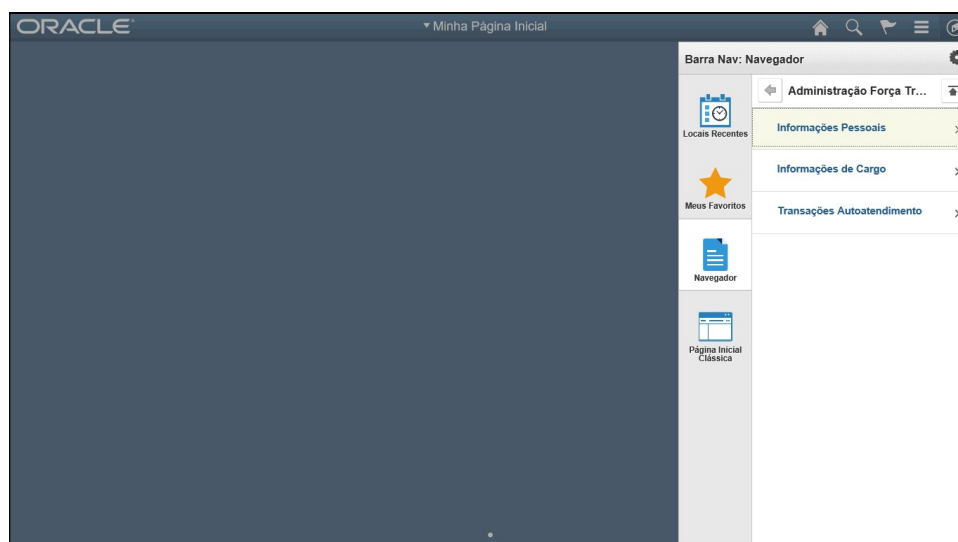 ORACLE
Minha Página Inicial
Barra Nav: Navegador
Administração Força Tr...
Locais Recentes
Informações Pessoais
Informações de Cargo
Meus Favoritos
Transações Autoatendimento
Navegador
Página Inicial
Clássica